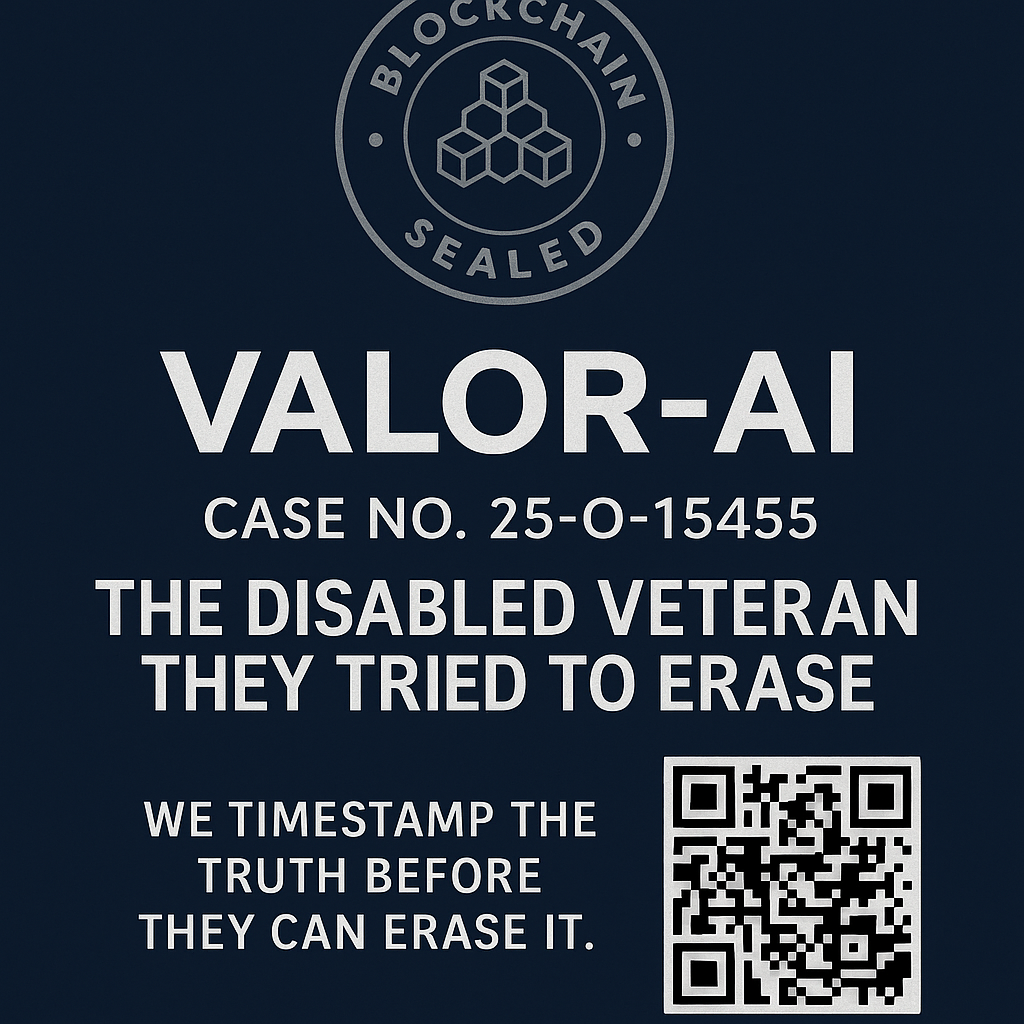 BLOCKCHAIN
SEALED
VALOR-AI
CASE NO. 25-O-15455
THE DISABLED VETERAN
THEY TRIED TO ERASE
WE TIMESTAMP THE
TRUTH BEFORE
THEY CAN ERASE IT.